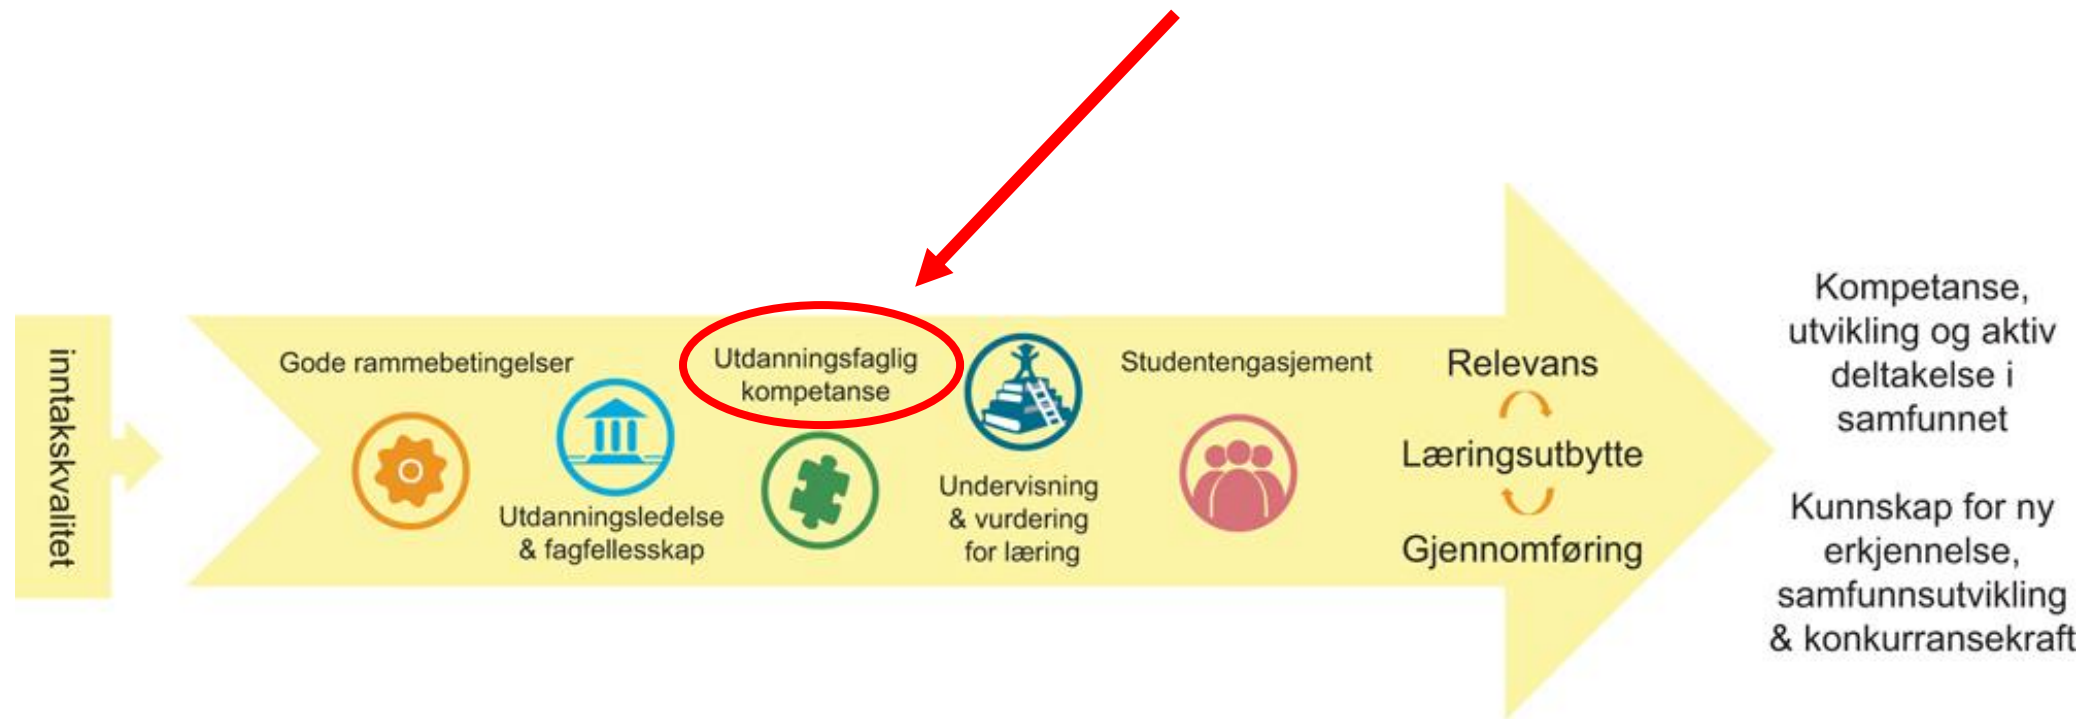 inntakskvalitet
Gode rammebetingelser
Utdanningsledelse
& fagfellesskap
Utdanningsfaglig
kompetanse
Undervisning
& vurdering
for læring
Studentengasjement
Relevans
Læringsutbytte
Gjennomføring
Kompetanse,
utvikling og aktiv
deltakelse i
samfunnet
Kunnskap for ny
erkjennelse,
samfunnsutvikling
& konkurransekraft